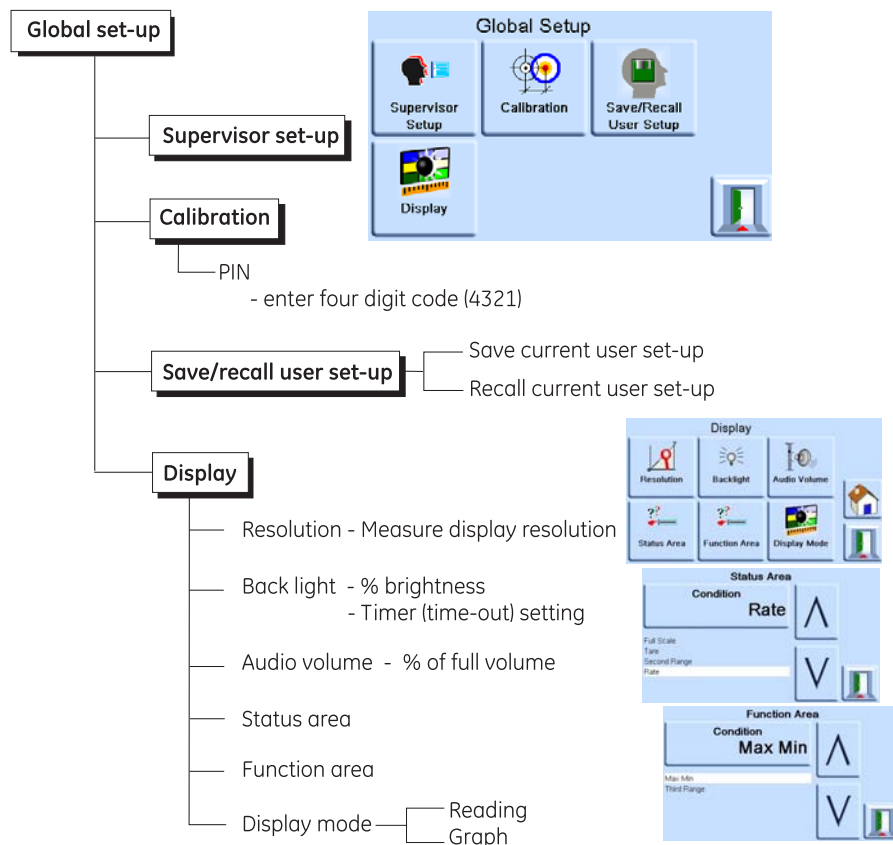 Global set-up
Supervisor set-up
Calibration
PIN
- enter four digit code (4321)
Save/recall user set-up
Save current user set-up
Recall current user set-up
Display
Resolution - Measure display resolution
Back light - % brightness
- Timer (time-out) setting
Audio volume - % of full volume
Status area
Function area
Display mode
Reading
Graph
Global Setup
Supervisor
Setup
Calibration
Save/Recall
User Setup
Display
Display
Resolution
Backlight
Audio Volume
Status Area
Function Area
Display Mode
Status Area
Condition
Rate
Full Scale
Tare
Second Range
Rate
Function Area
Condition
Max Min
Max Min
Third Range